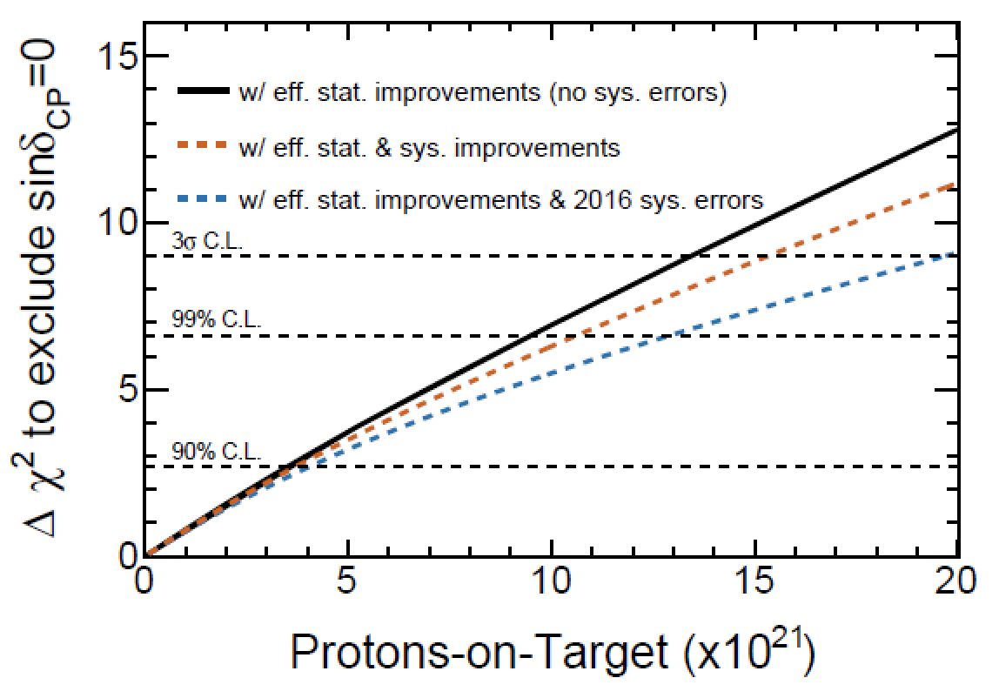 Δ χ² to exclude sinδCP=0
15
10
5
0
w/ eff. stat. improvements (no sys. errors)
w/ eff. stat. & sys. improvements
w/ eff. stat. improvements & 2016 sys. errors
3σ C.L.
99% C.L.
90% C.L.
0 5 10 15 20
Protons-on-Target (x10²¹)